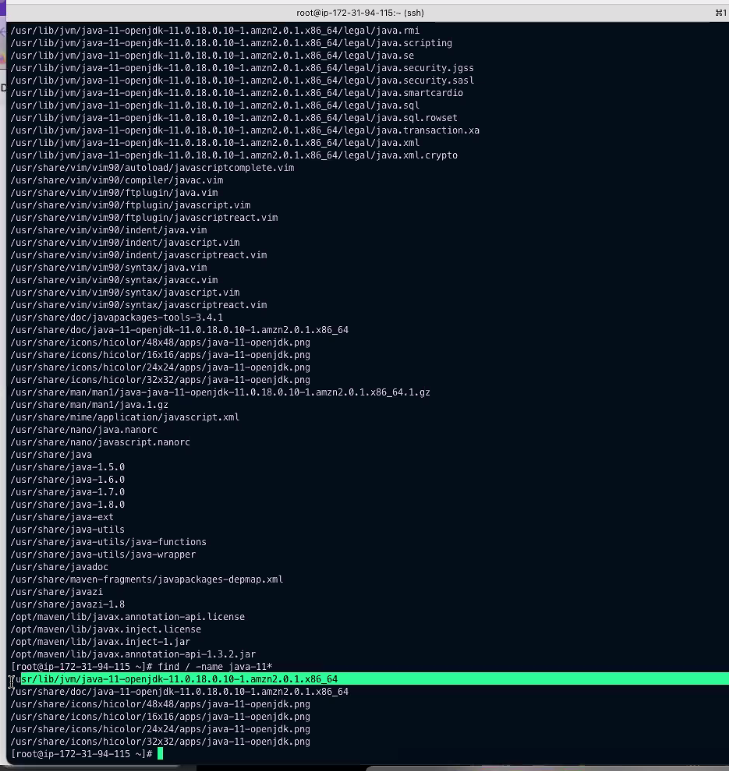 root@ip-172-31-94-115:~ (ssh)
⌘1
/usr/lib/jvm/java-11-openjdk-11.0.18.0.10-1.amzn2.0.1.x86_64/legal/java.rmi
/usr/lib/jvm/java-11-openjdk-11.0.18.0.10-1.amzn2.0.1.x86_64/legal/java.scripting
/usr/lib/jvm/java-11-openjdk-11.0.18.0.10-1.amzn2.0.1.x86_64/legal/java.se
/usr/lib/jvm/java-11-openjdk-11.0.18.0.10-1.amzn2.0.1.x86_64/legal/java.security.jgss
/usr/lib/jvm/java-11-openjdk-11.0.18.0.10-1.amzn2.0.1.x86_64/legal/java.security.sasl
/usr/lib/jvm/java-11-openjdk-11.0.18.0.10-1.amzn2.0.1.x86_64/legal/java.smartcardio
/usr/lib/jvm/java-11-openjdk-11.0.18.0.10-1.amzn2.0.1.x86_64/legal/java.sql
/usr/lib/jvm/java-11-openjdk-11.0.18.0.10-1.amzn2.0.1.x86_64/legal/java.sql.rowset
/usr/lib/jvm/java-11-openjdk-11.0.18.0.10-1.amzn2.0.1.x86_64/legal/java.transaction.xa
/usr/lib/jvm/java-11-openjdk-11.0.18.0.10-1.amzn2.0.1.x86_64/legal/java.xml
/usr/lib/jvm/java-11-openjdk-11.0.18.0.10-1.amzn2.0.1.x86_64/legal/java.xml.crypto
/usr/share/vim/vim90/autoload/javascriptcomplete.vim
/usr/share/vim/vim90/compiler/javac.vim
/usr/share/vim/vim90/ftplugin/java.vim
/usr/share/vim/vim90/ftplugin/javascript.vim
/usr/share/vim/vim90/ftplugin/javascriptreact.vim
/usr/share/vim/vim90/indent/java.vim
/usr/share/vim/vim90/indent/javascript.vim
/usr/share/vim/vim90/indent/javascriptreact.vim
/usr/share/vim/vim90/syntax/java.vim
/usr/share/vim/vim90/syntax/javacc.vim
/usr/share/vim/vim90/syntax/javascript.vim
/usr/share/vim/vim90/syntax/javascriptreact.vim
/usr/share/doc/javapackages-tools-3.4.1
/usr/share/doc/java-11-openjdk-11.0.18.0.10-1.amzn2.0.1.x86_64
/usr/share/icons/hicolor/48x48/apps/java-11-openjdk.png
/usr/share/icons/hicolor/16x16/apps/java-11-openjdk.png
/usr/share/icons/hicolor/24x24/apps/java-11-openjdk.png
/usr/share/icons/hicolor/32x32/apps/java-11-openjdk.png
/usr/share/man/man1/java-java-11-openjdk-11.0.18.0.10-1.amzn2.0.1.x86_64.1.gz
/usr/share/man/man1/java.1.gz
/usr/share/mime/application/javascript.xml
/usr/share/nano/java.nanorc
/usr/share/nano/javascript.nanorc
/usr/share/java
/usr/share/java-1.5.0
/usr/share/java-1.6.0
/usr/share/java-1.7.0
/usr/share/java-1.8.0
/usr/share/java-ext
/usr/share/java-utils
/usr/share/java-utils/java-functions
/usr/share/java-utils/java-wrapper
/usr/share/javadoc
/usr/share/maven-fragments/javapackages-depmap.xml
/usr/share/javazi
/usr/share/javazi-1.8
/opt/maven/lib/javax.annotation-api.license
/opt/maven/lib/javax.inject.license
/opt/maven/lib/javax.inject-1.jar
/opt/maven/lib/javax.annotation-api-1.3.2.jar
[root@ip-172-31-94-115 ~]# find / -name java-11*
/usr/lib/jvm/java-11-openjdk-11.0.18.0.10-1.amzn2.0.1.x86_64
/usr/share/doc/java-11-openjdk-11.0.18.0.10-1.amzn2.0.1.x86_64
/usr/share/icons/hicolor/48x48/apps/java-11-openjdk.png
/usr/share/icons/hicolor/16x16/apps/java-11-openjdk.png
/usr/share/icons/hicolor/24x24/apps/java-11-openjdk.png
/usr/share/icons/hicolor/32x32/apps/java-11-openjdk.png
[root@ip-172-31-94-115 ~]#